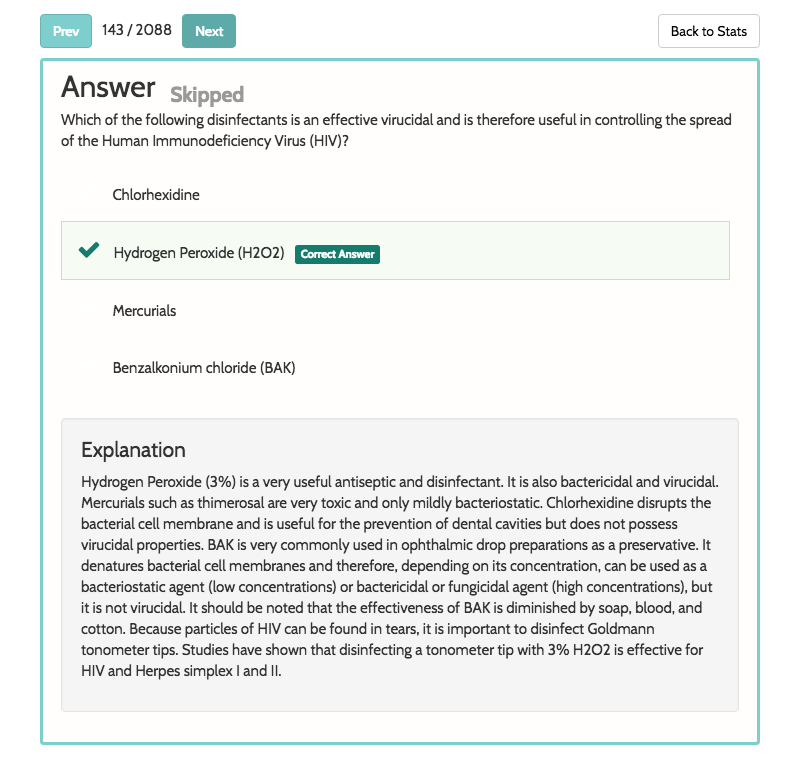 Prev 143 / 2088 Next Back to Stats
Answer Skipped
Which of the following disinfectants is an effective virucidal and is therefore useful in controlling the spread
of the Human Immunodeficiency Virus (HIV)?
Chlorhexidine
Hydrogen Peroxide (H2O2) Correct Answer
Mercurials
Benzalkonium chloride (BAK)
Explanation
Hydrogen Peroxide (3%) is a very useful antiseptic and disinfectant. It is also bactericidal and virucidal.
Mercurials such as thimerosal are very toxic and only mildly bacteriostatic. Chlorhexidine disrupts the
bacterial cell membrane and is useful for the prevention of dental cavities but does not possess
virucidal properties. BAK is very commonly used in ophthalmic drop preparations as a preservative. It
denatures bacterial cell membranes and therefore, depending on its concentration, can be used as a
bacteriostatic agent (low concentrations) or bactericidal or fungicidal agent (high concentrations), but
it is not virucidal. It should be noted that the effectiveness of BAK is diminished by soap, blood, and
cotton. Because particles of HIV can be found in tears, it is important to disinfect Goldmann
tonometer tips. Studies have shown that disinfecting a tonometer tip with 3% H2O2 is effective for
HIV and Herpes simplex I and II.